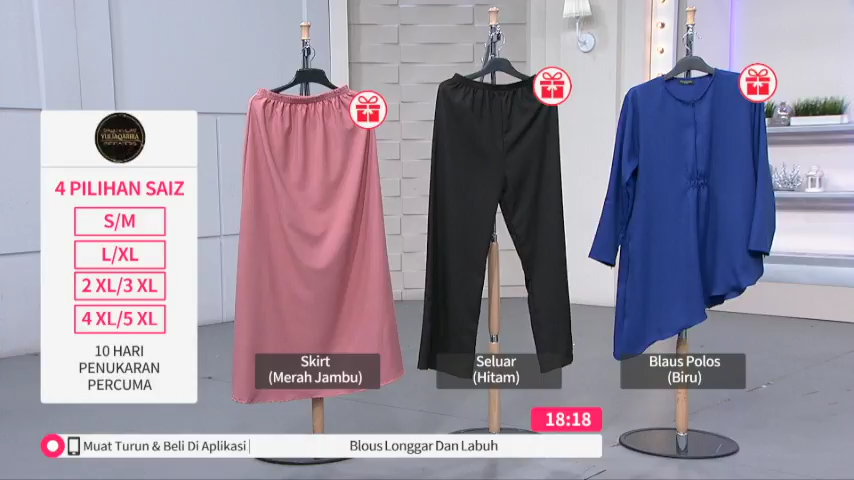 YULIAQARIRA
4 PILIHAN SAIZ
S/M
L/XL
2 XL/3 XL
4 XL/5 XL
10 HARI
PENUKARAN
PERCUMA
Skirt
(Merah Jambu)
Seluar
(Hitam)
Blaus Polos
(Biru)
18:18
Muat Turun & Beli Di Aplikasi
Blous Longgar Dan Labuh